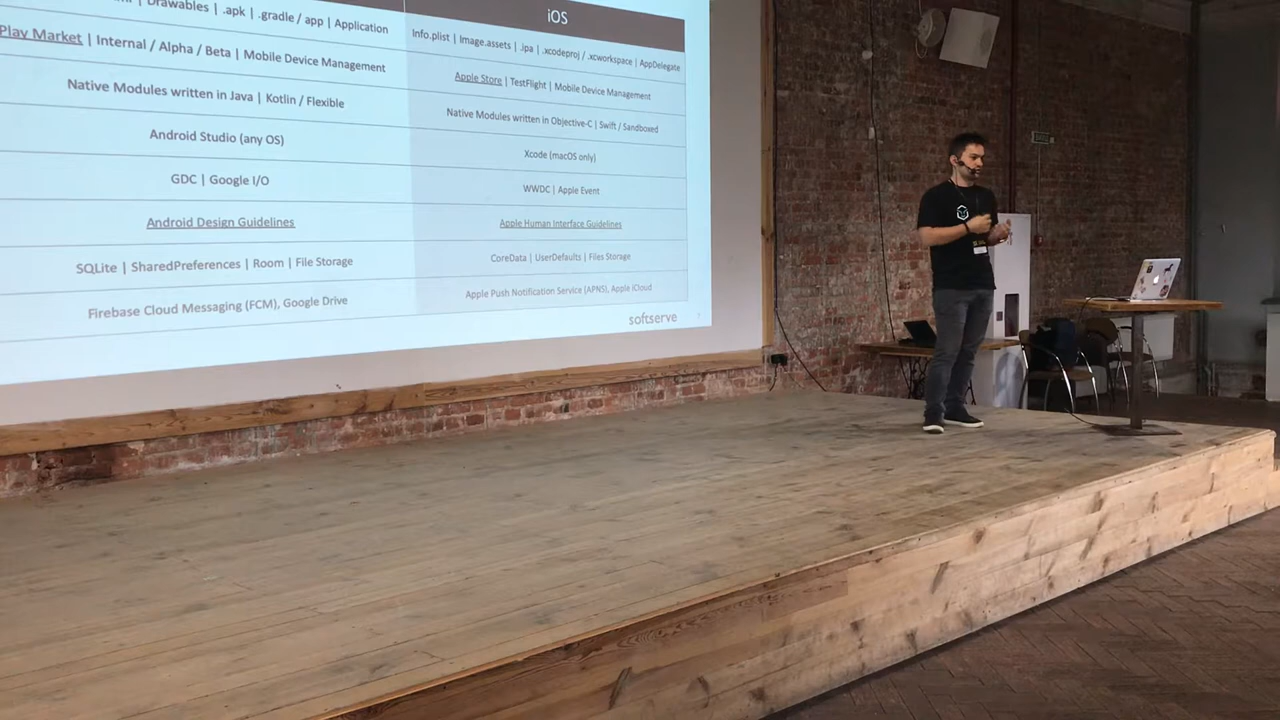 iOS
Drawables | .apk | .gradle / app | Application
Info.plist | Image.assets | .ipa | .xcodeproj / .xcworkspace | AppDelegate
Play Market | Internal / Alpha / Beta | Mobile Device Management
Apple Store | TestFlight | Mobile Device Management
Native Modules written in Java | Kotlin / Flexible
Native Modules written in Objective-C | Swift / Sandboxed
Android Studio (any OS)
Xcode (macOS only)
GDC | Google I/O
WWDC | Apple Event
Android Design Guidelines
Apple Human Interface Guidelines
SQLite | SharedPreferences | Room | File Storage
CoreData | UserDefaults | Files Storage
Firebase Cloud Messaging (FCM), Google Drive
Apple Push Notification Service (APNS), Apple iCloud
softserve